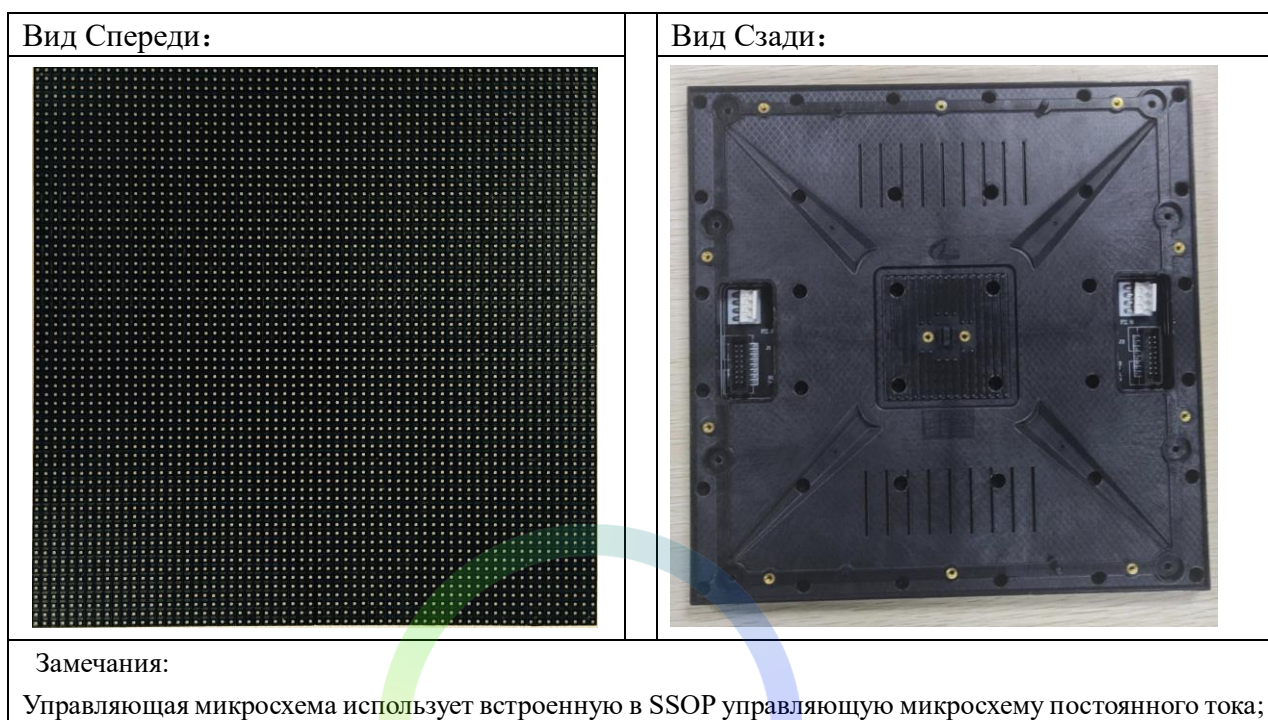 Вид Спереди：
Вид Сзади：
Замечания:
Управляющая микросхема использует встроенную в SSOP управляющую микросхему постоянного тока;